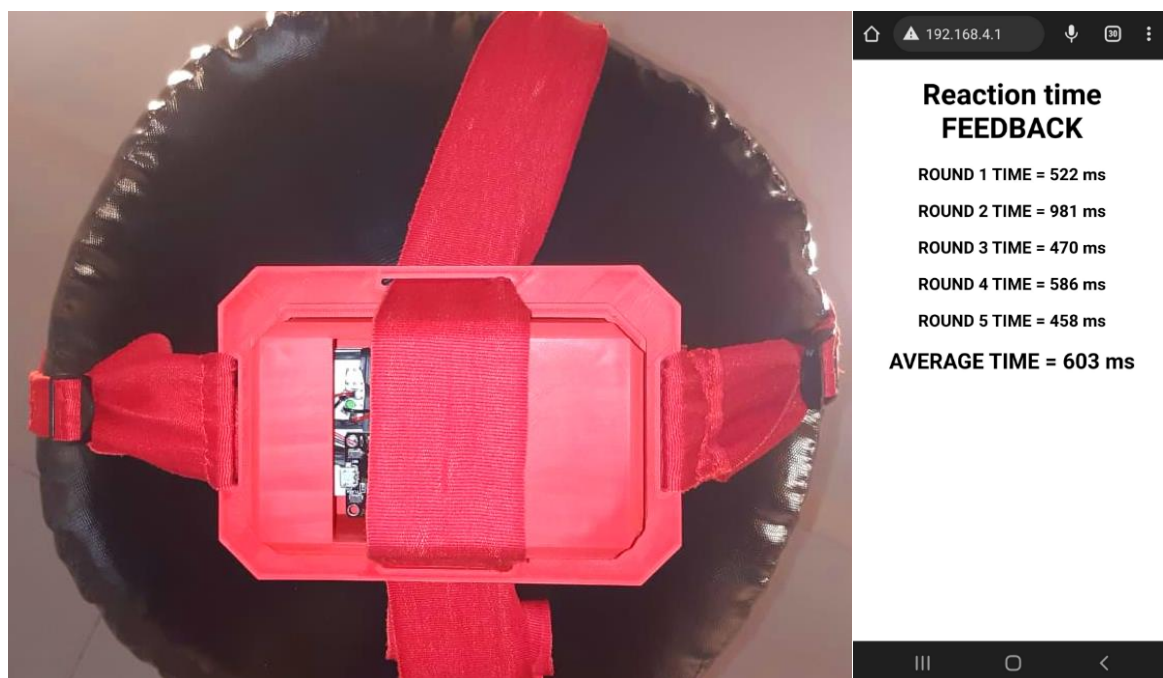 192.168.4.1
30
Reaction time
FEEDBACK
ROUND 1 TIME = 522 ms
ROUND 2 TIME = 981 ms
ROUND 3 TIME = 470 ms
ROUND 4 TIME = 586 ms
ROUND 5 TIME = 458 ms
AVERAGE TIME = 603 ms